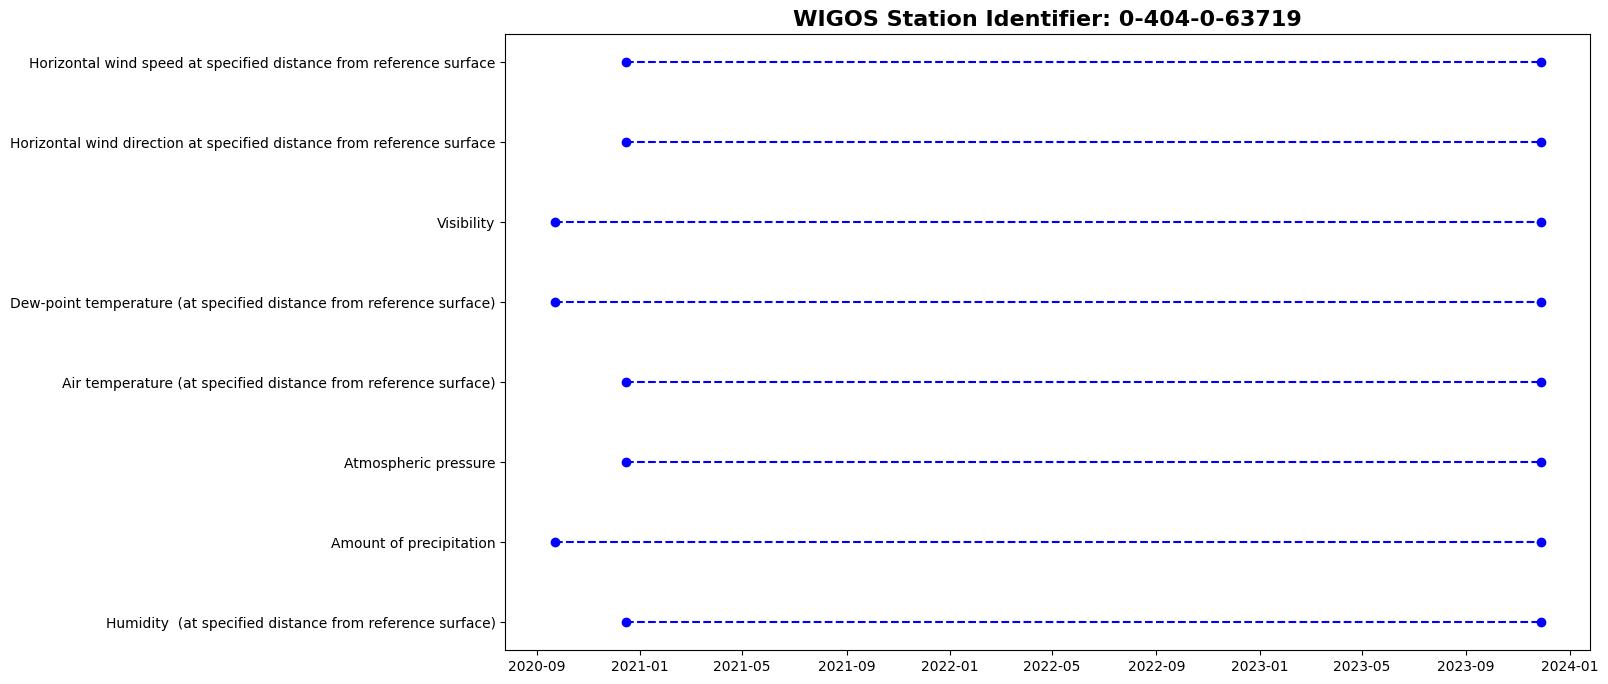 WIGOS Station Identifier: 0-404-0-63719
Horizontal wind speed at specified distance from reference surface
Horizontal wind direction at specified distance from reference surface
Visibility
Dew-point temperature (at specified distance from reference surface)
Air temperature (at specified distance from reference surface)
Atmospheric pressure
Amount of precipitation
Humidity  (at specified distance from reference surface)
2020-09 2021-01 2021-05 2021-09 2022-01 2022-05 2022-09 2023-01 2023-05 2023-09 2024-01